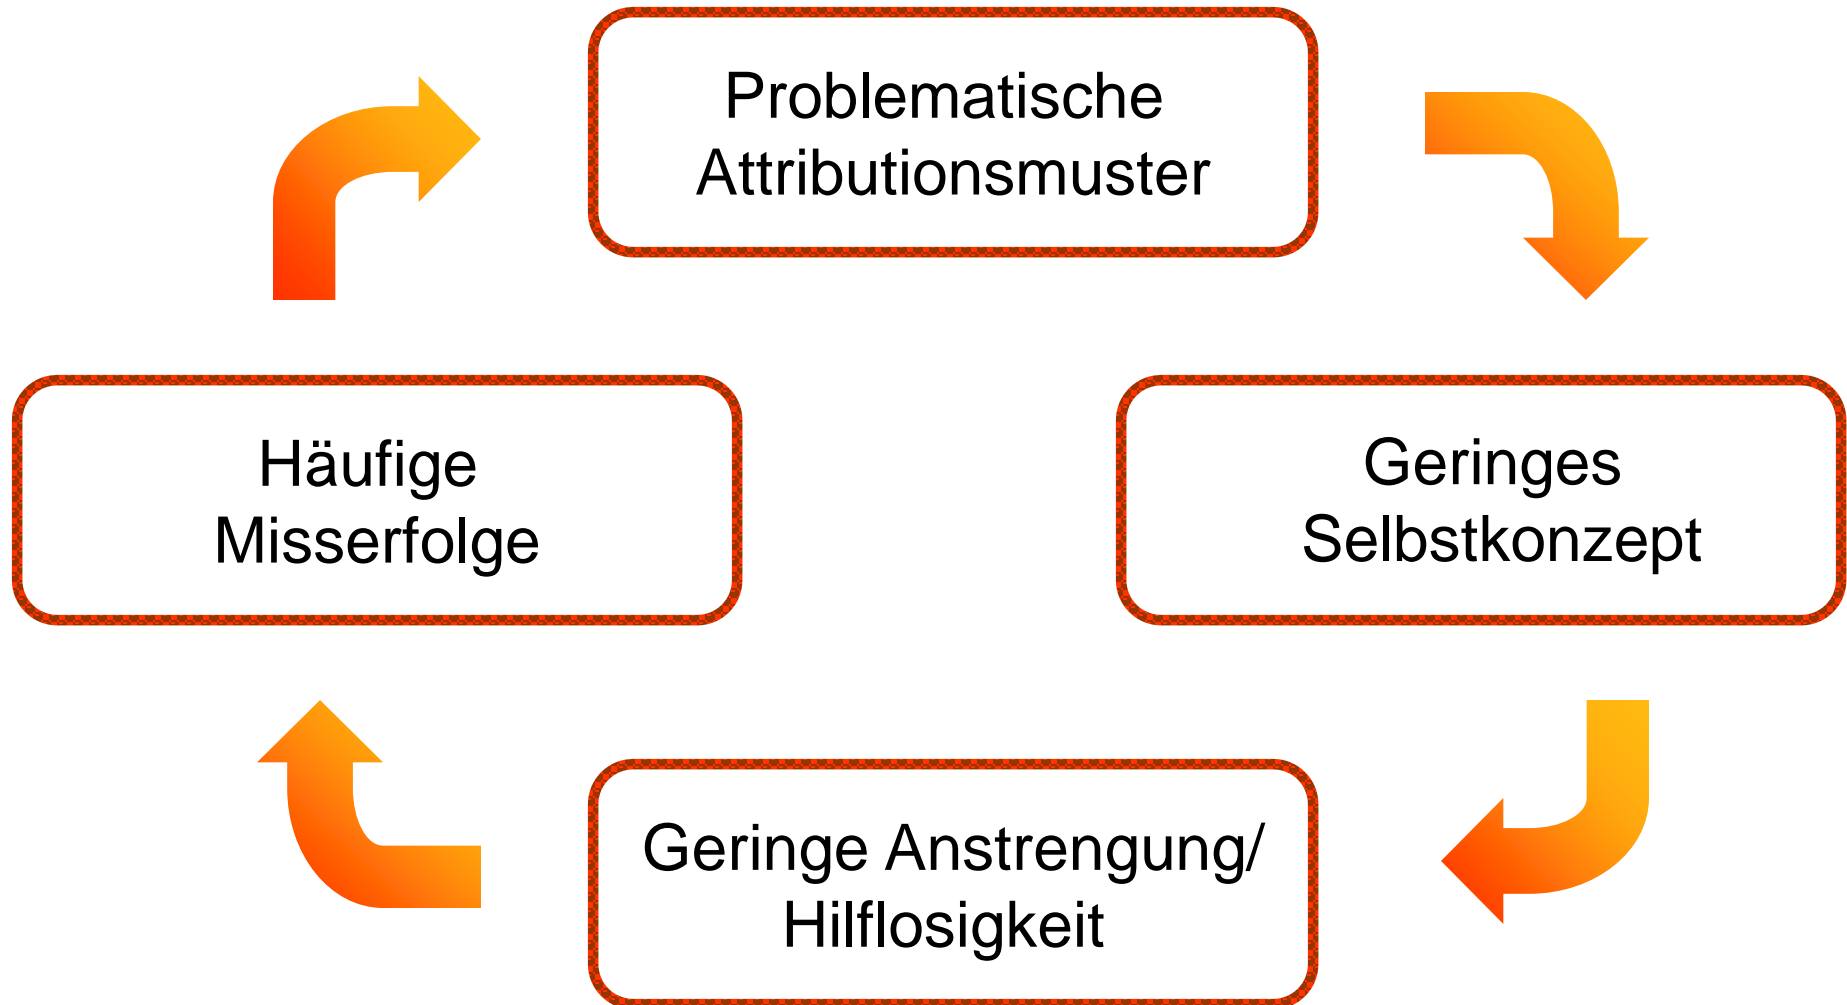 Problematische
Attributionsmuster
Häufige
Misserfolge
Geringes
Selbstkonzept
Geringe Anstrengung/
Hilflosigkeit